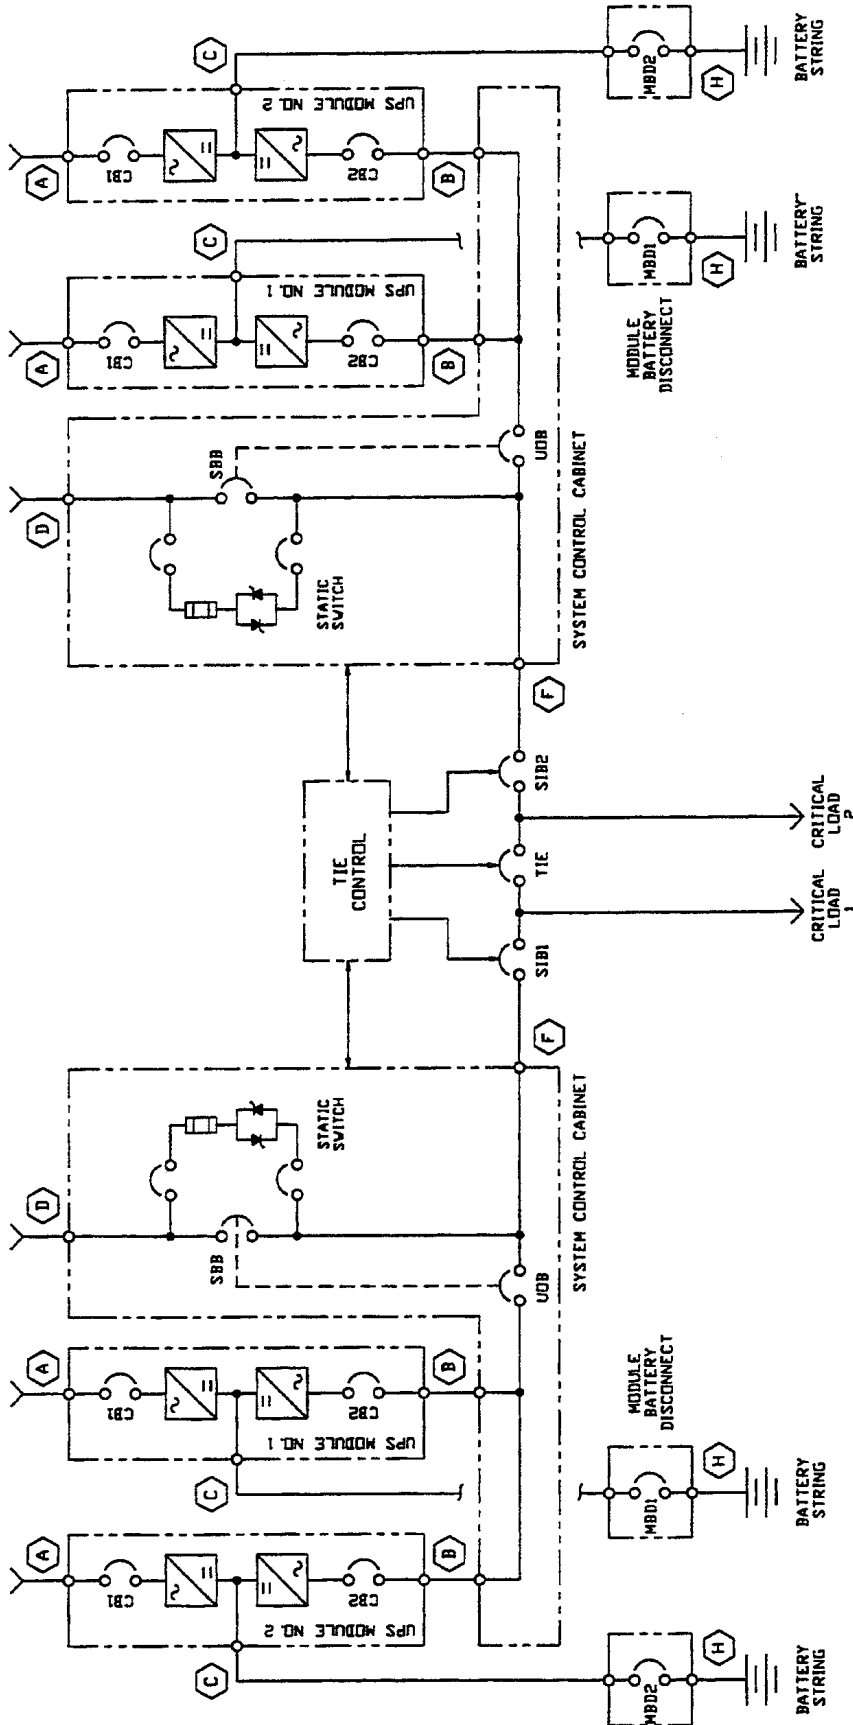 A
A
D
D
A
A
UPS MODULE NO. 2
CB1
CB2
C
B
UPS MODULE NO. 1
CB1
CB2
C
B
SBB
STATIC
SWITCH
UOB
SYSTEM CONTROL CABINET
F
TIE
CONTROL
SIB1
TIE
SIB2
F
SBB
STATIC
SWITCH
UOB
SYSTEM CONTROL CABINET
UPS MODULE NO. 1
CB1
CB2
C
B
UPS MODULE NO. 2
CB1
CB2
C
B
MBD2
H
BATTERY
STRING
MBD1
H
BATTERY
STRING
MODULE
BATTERY
DISCONNECT
CRITICAL
LOAD
1
CRITICAL
LOAD
2
MODULE
BATTERY
DISCONNECT
MBD1
H
BATTERY
STRING
MBD2
H
BATTERY
STRING